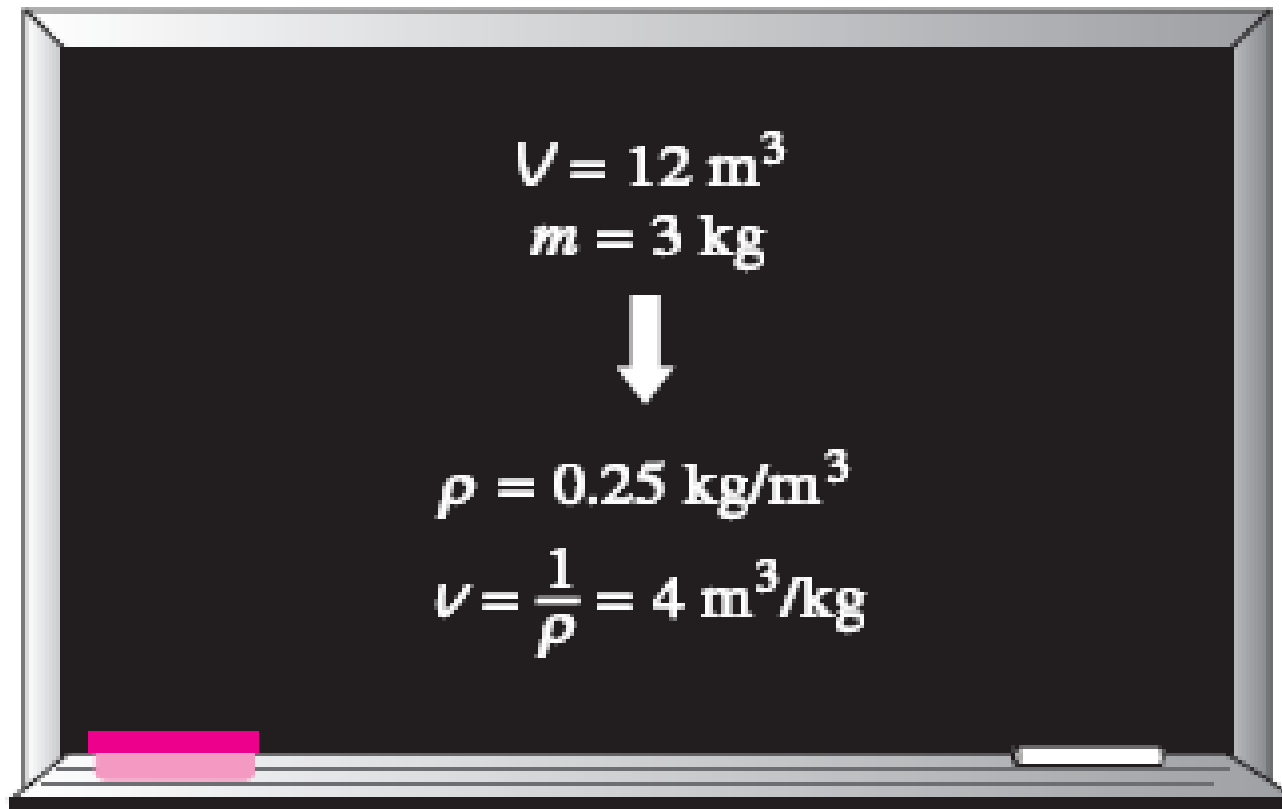 V = 12 m³
m = 3 kg
ρ = 0.25 kg/m³
v = 1/ρ = 4 m³/kg